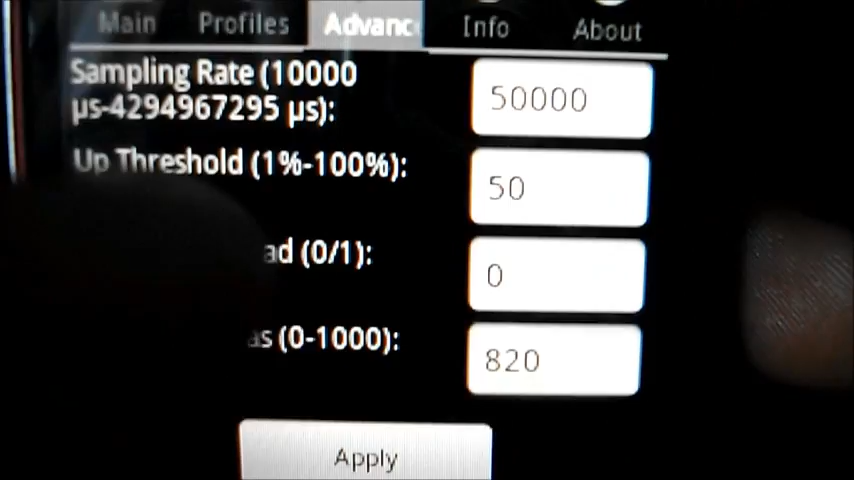 Main Profiles Advanc Info About
Sampling Rate (10000
µs-4294967295 µs):
50000
Up Threshold (1%-100%):
50
ad (0/1):
0
as (0-1000):
820
Apply